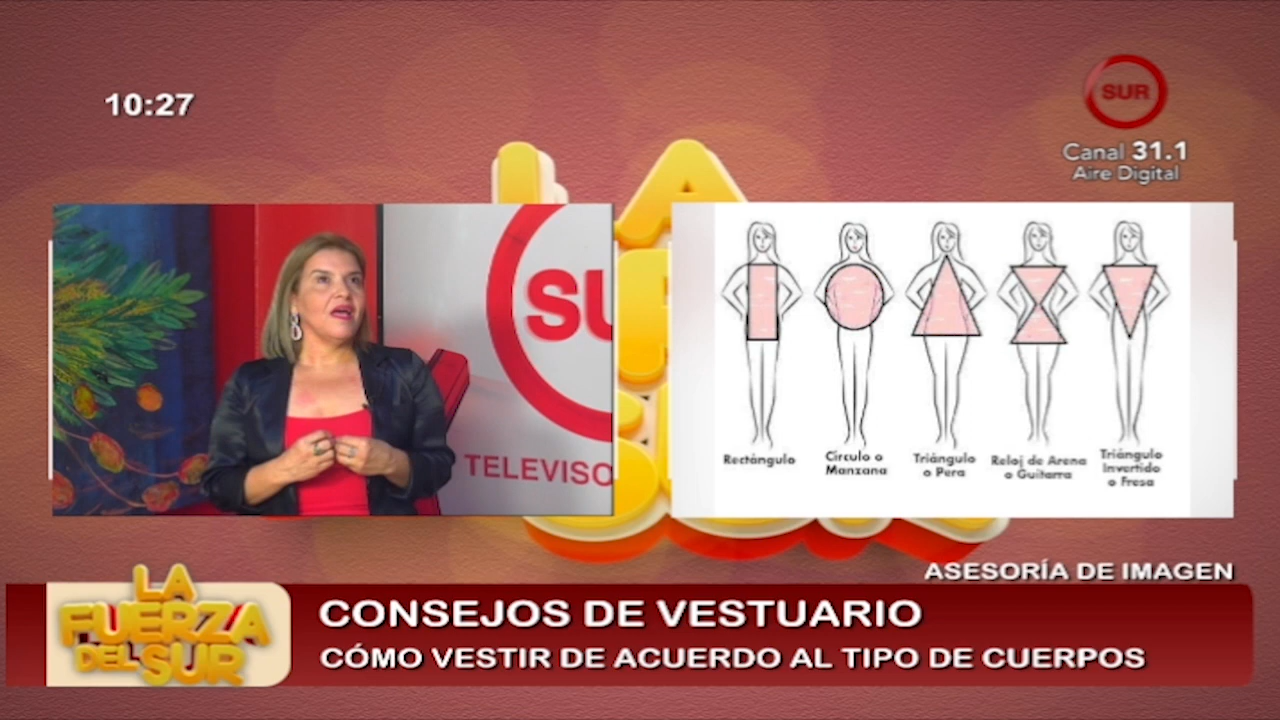 10:27
SUR
Canal 31.1
Aire Digital
LA
SU
TELEVISO
Rectángulo
Círculo o
Manzana
Triángulo
o Pera
Reloj de Arena
o Guitarra
Triángulo
Invertido
o Fresa
ASESORÍA DE IMAGEN
LA
FUERZA
DEL SUR
CONSEJOS DE VESTUARIO
CÓMO VESTIR DE ACUERDO AL TIPO DE CUERPOS